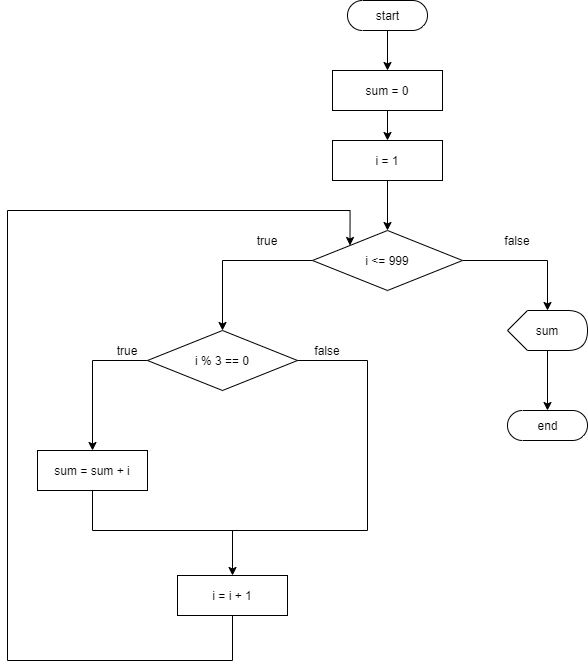 start
sum = 0
i = 1
true
false
i <= 999
sum
true
false
i % 3 == 0
end
sum = sum + i
i = i + 1